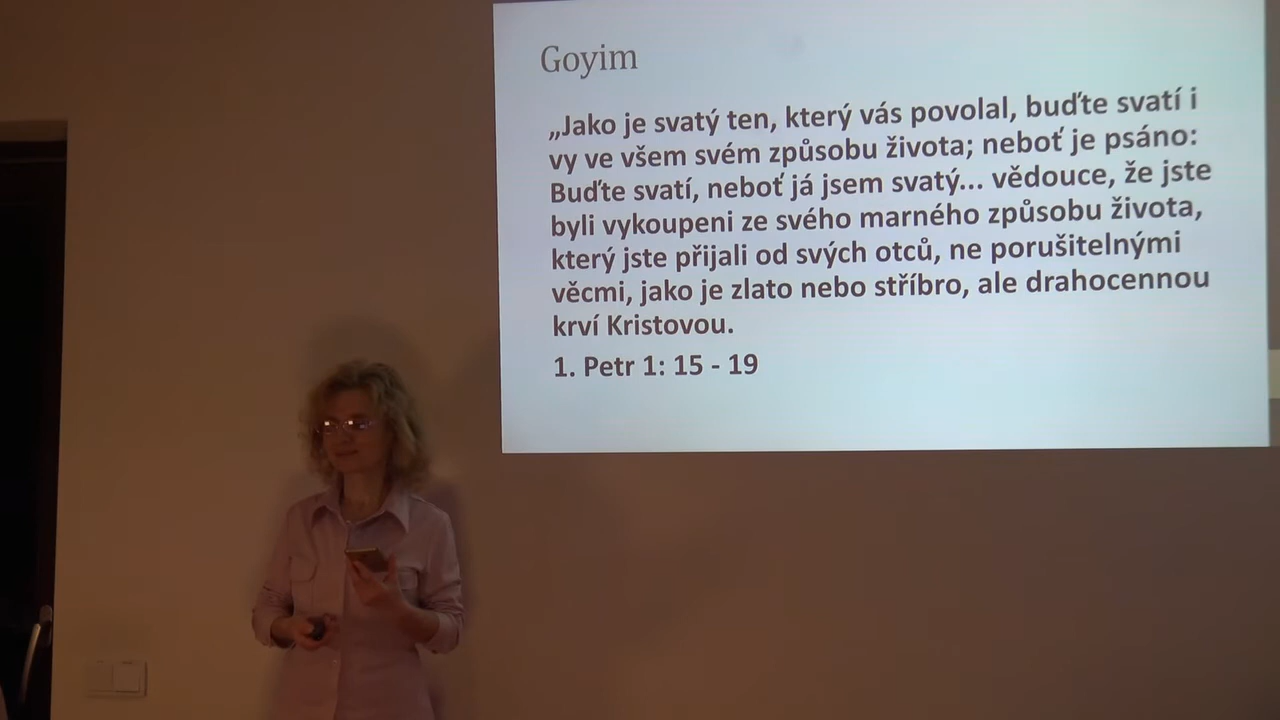 Goyim
„Jako je svatý ten, který vás povolal, buďte svatí i
vy ve všem svém způsobu života; neboť je psáno:
Buďte svatí, neboť já jsem svatý... vědouce, že jste
byli vykoupeni ze svého marného způsobu života,
který jste přijali od svých otců, ne porušitelnými
věcmi, jako je zlato nebo stříbro, ale drahocennou
krví Kristovou.
1. Petr 1: 15 - 19